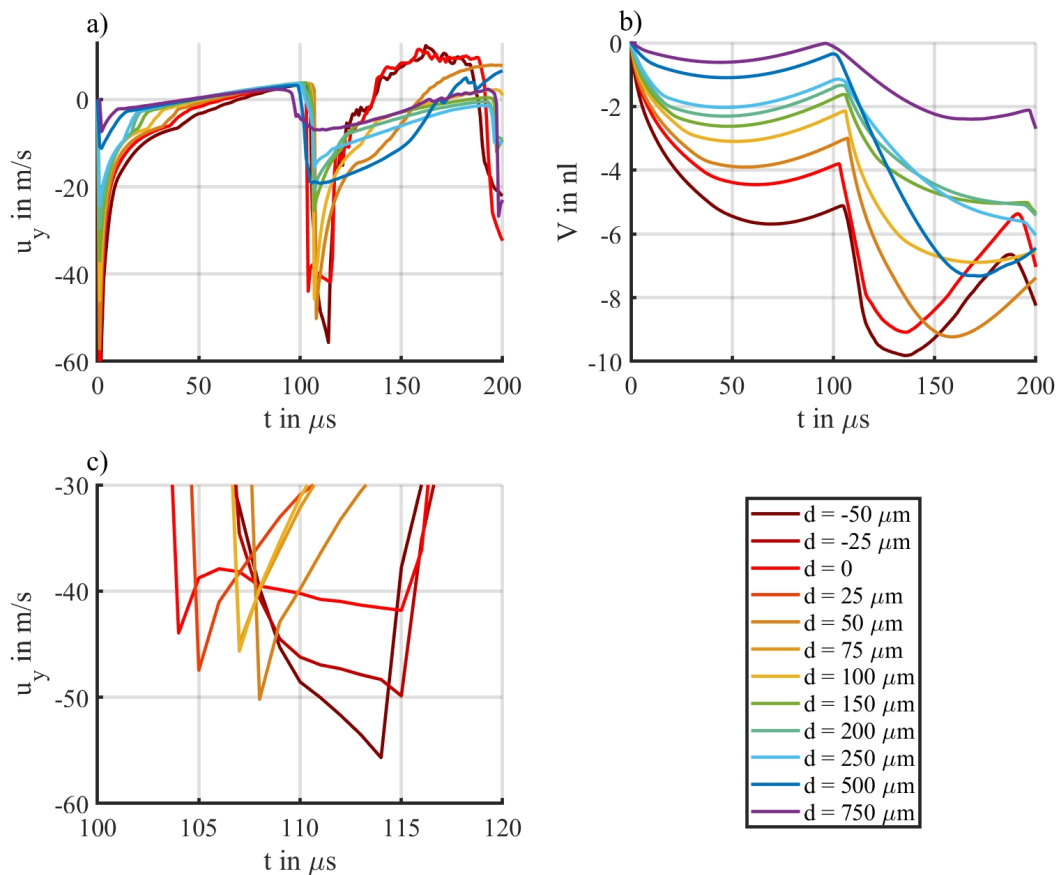 a)
0
-20
-40
-60
u_y in m/s
0 50 100 150 200
t in μs
b)
0
-2
-4
-6
-8
-10
V in nl
0 50 100 150 200
t in μs
c)
-30
-40
-50
-60
u_y in m/s
100 105 110 115 120
t in μs
d = -50 μm
d = -25 μm
d = 0
d = 25 μm
d = 50 μm
d = 75 μm
d = 100 μm
d = 150 μm
d = 200 μm
d = 250 μm
d = 500 μm
d = 750 μm